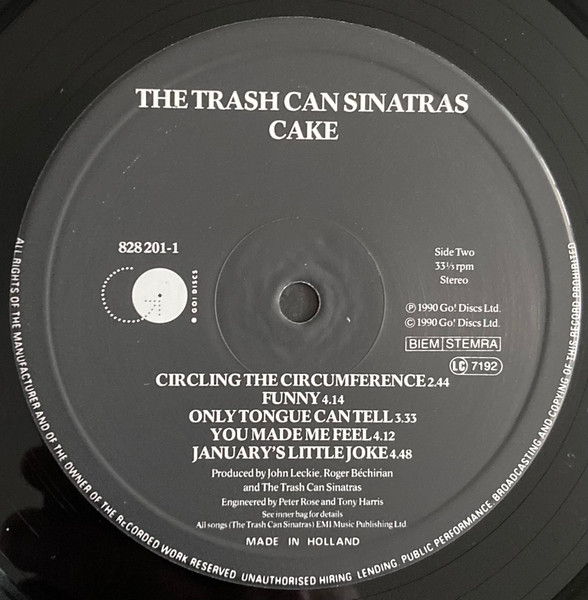 THE TRASH CAN SINATRAS
CAKE
828 201-1
GO! DISCS
Side Two
33⅓ rpm
Stereo
℗ 1990 Go! Discs Ltd.
© 1990 Go! Discs Ltd.
BIEM STEMRA
LC 7192
CIRCLING THE CIRCUMFERENCE 2.44
FUNNY 4.14
ONLY TONGUE CAN TELL 3.33
YOU MADE ME FEEL 4.12
JANUARY'S LITTLE JOKE 4.48
Produced by John Leckie, Roger Béchirian
and The Trash Can Sinatras
Engineered by Peter Rose and Tony Harris
See inner bag for details
All songs (The Trash Can Sinatras) EMI Music Publishing Ltd
MADE IN HOLLAND
ALL RIGHTS OF THE MANUFACTURER AND OF THE OWNER OF THE RECORDED WORK RESERVED UNAUTHORISED HIRING LENDING PUBLIC PERFORMANCE BROADCASTING AND COPYING OF THIS RECORD PROHIBITED